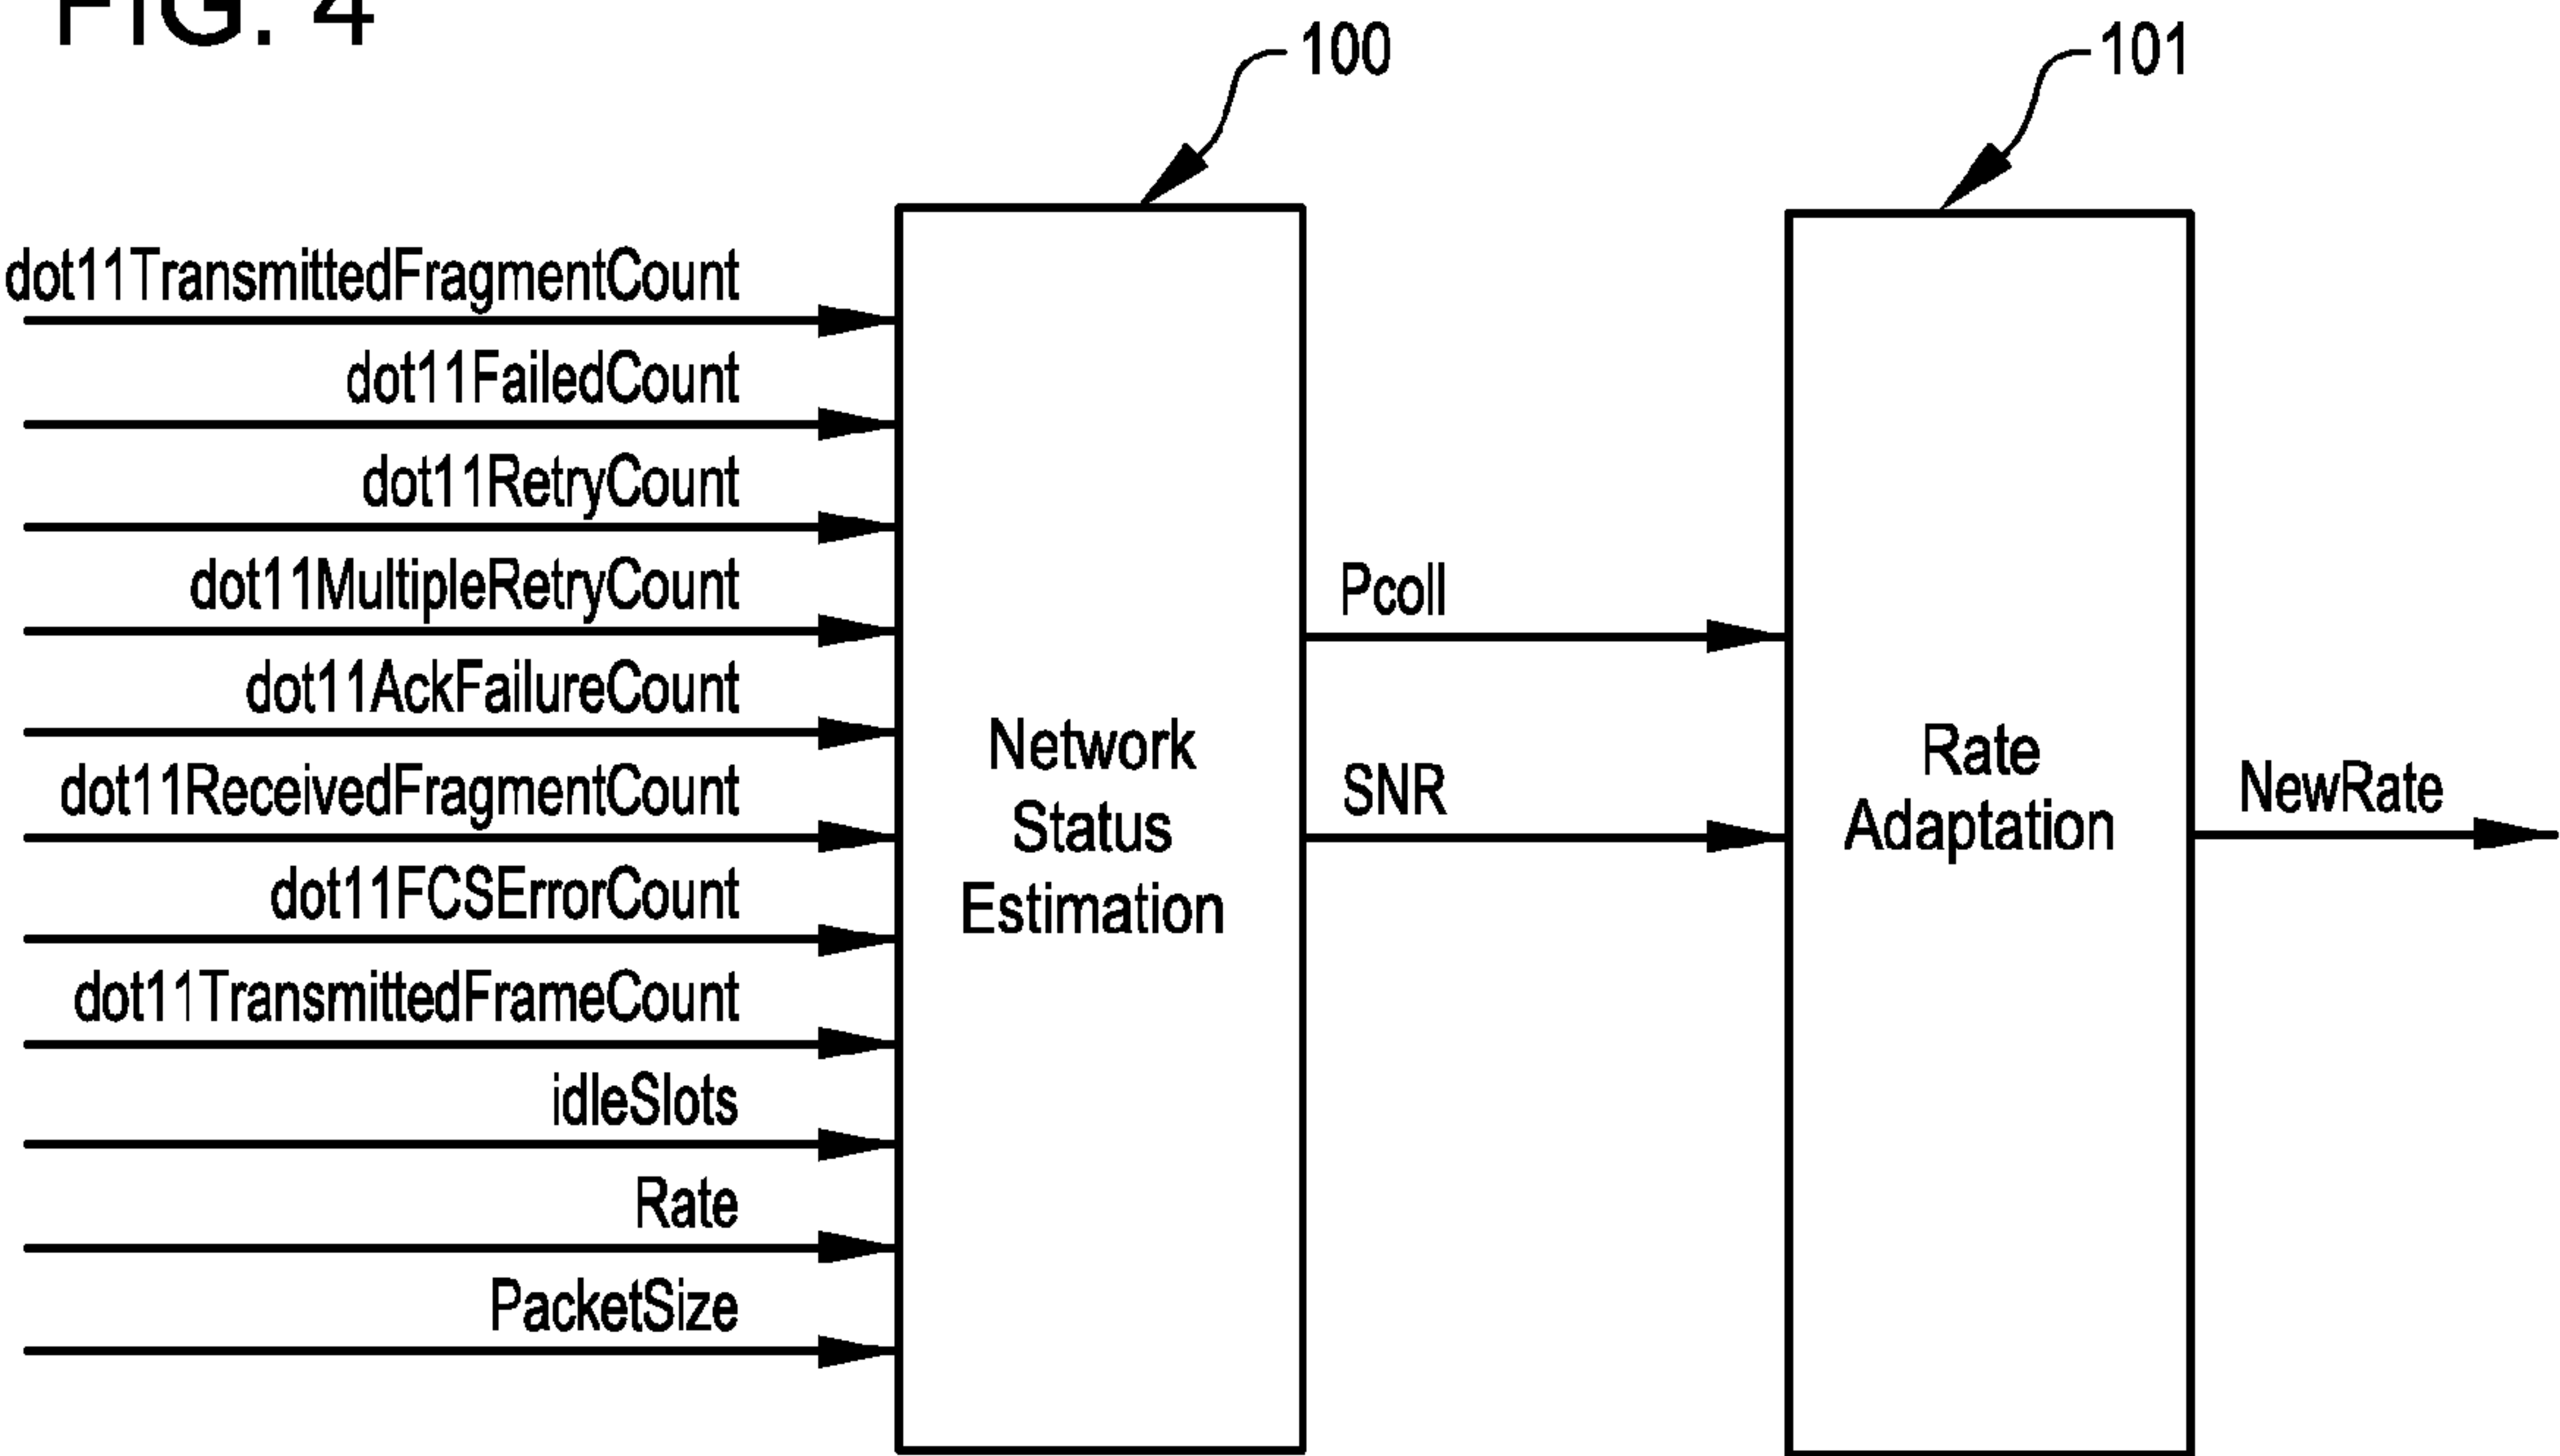 FIG. 4
100
101
dot11TransmittedFragmentCount
dot11FailedCount
dot11RetryCount
dot11MultipleRetryCount
dot11AckFailureCount
dot11ReceivedFragmentCount
dot11FCSErrorCount
dot11TransmittedFrameCount
idleSlots
Rate
PacketSize
Network
Status
Estimation
Pcoll
SNR
Rate
Adaptation
NewRate